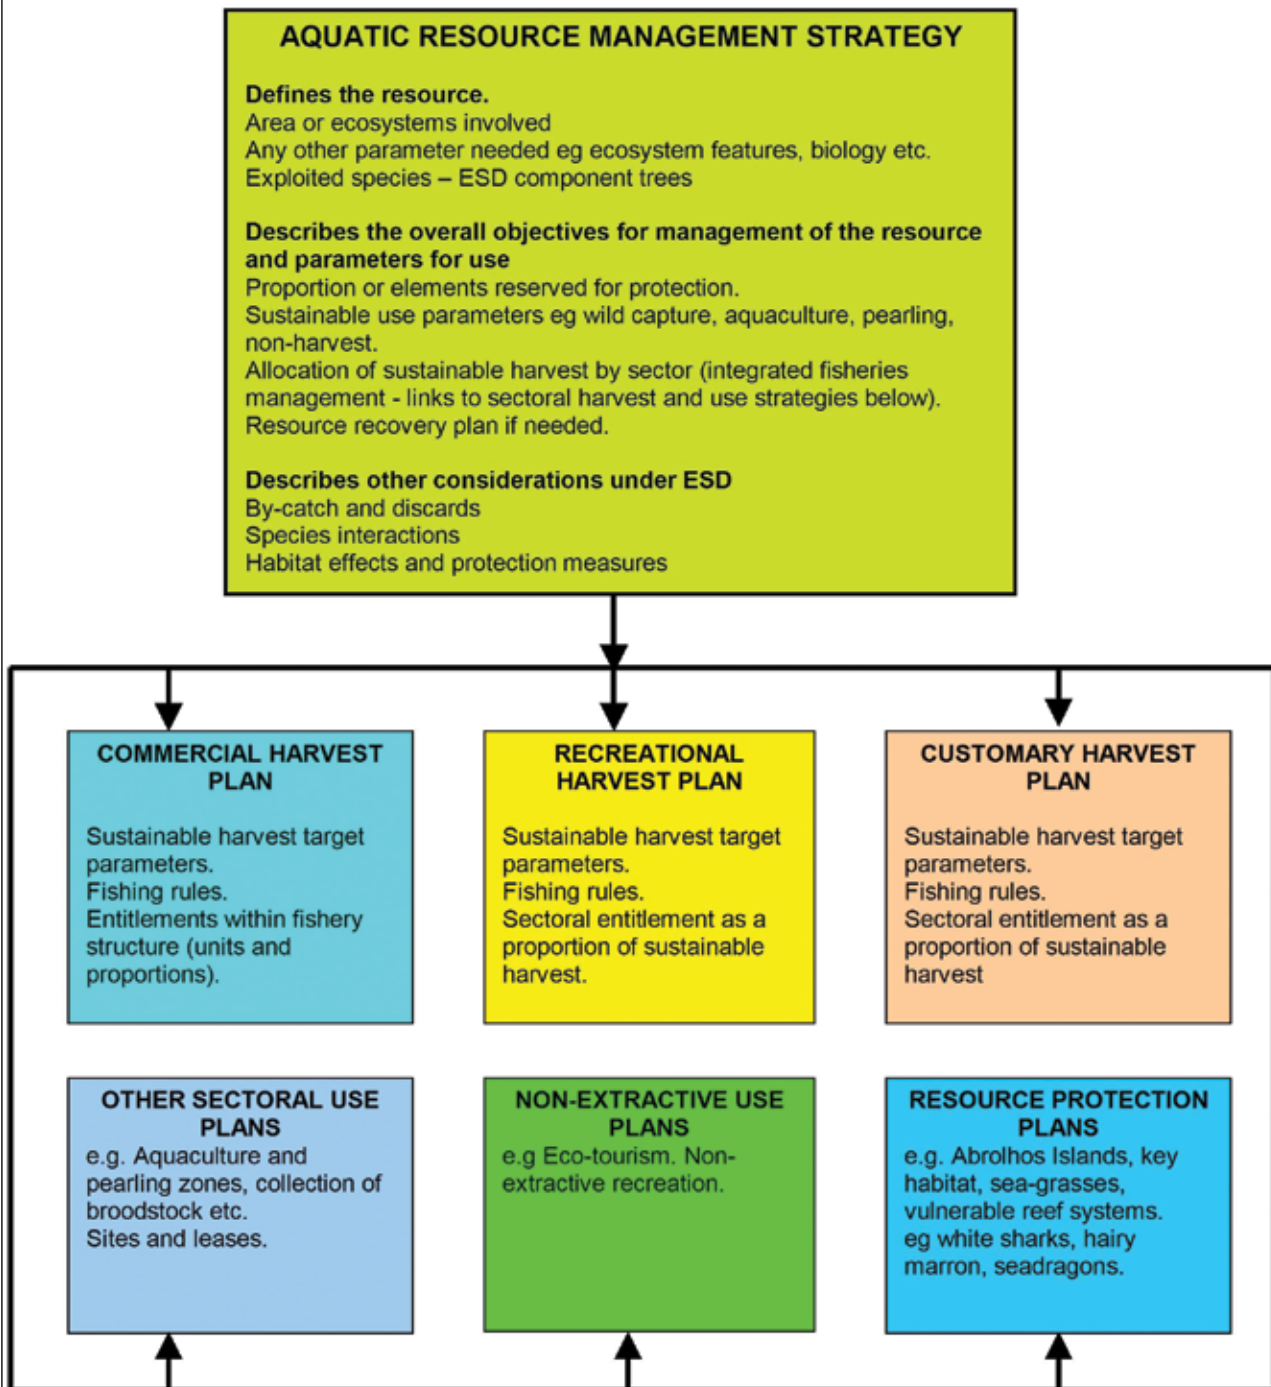 AQUATIC RESOURCE MANAGEMENT STRATEGY
Defines the resource.
Area or ecosystems involved
Any other parameter needed eg ecosystem features, biology etc.
Exploited species – ESD component trees
Describes the overall objectives for management of the resource
and parameters for use
Proportion or elements reserved for protection.
Sustainable use parameters eg wild capture, aquaculture, pearling,
non-harvest.
Allocation of sustainable harvest by sector (integrated fisheries
management - links to sectoral harvest and use strategies below).
Resource recovery plan if needed.
Describes other considerations under ESD
By-catch and discards
Species interactions
Habitat effects and protection measures
COMMERCIAL HARVEST
PLAN
Sustainable harvest target
parameters.
Fishing rules.
Entitlements within fishery
structure (units and
proportions).
RECREATIONAL
HARVEST PLAN
Sustainable harvest target
parameters.
Fishing rules.
Sectoral entitlement as a
proportion of sustainable
harvest.
CUSTOMARY HARVEST
PLAN
Sustainable harvest target
parameters.
Fishing rules.
Sectoral entitlement as a
proportion of sustainable
harvest
OTHER SECTORAL USE
PLANS
e.g. Aquaculture and
pearling zones, collection of
broodstock etc.
Sites and leases.
NON-EXTRACTIVE USE
PLANS
e.g Eco-tourism. Non-
extractive recreation.
RESOURCE PROTECTION
PLANS
e.g. Abrolhos Islands, key
habitat, sea-grasses,
vulnerable reef systems.
eg white sharks, hairy
marron, seadragons.